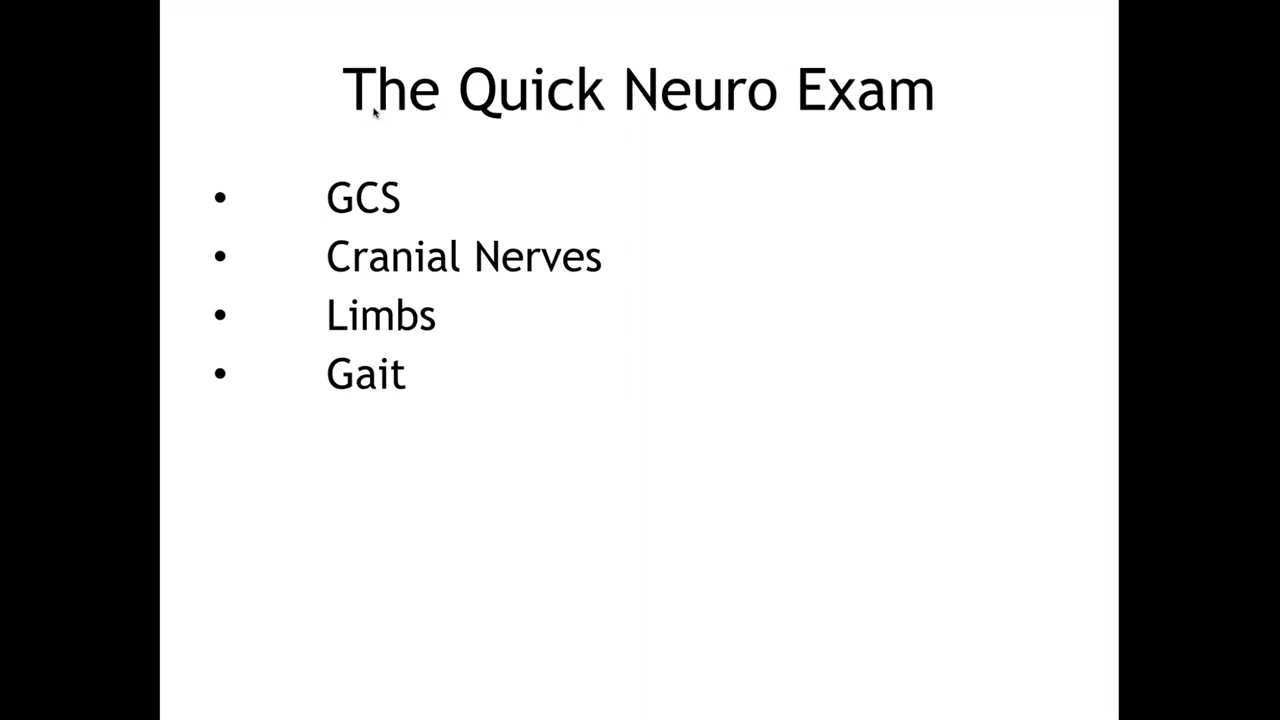 The Quick Neuro Exam
• GCS
• Cranial Nerves
• Limbs
• Gait